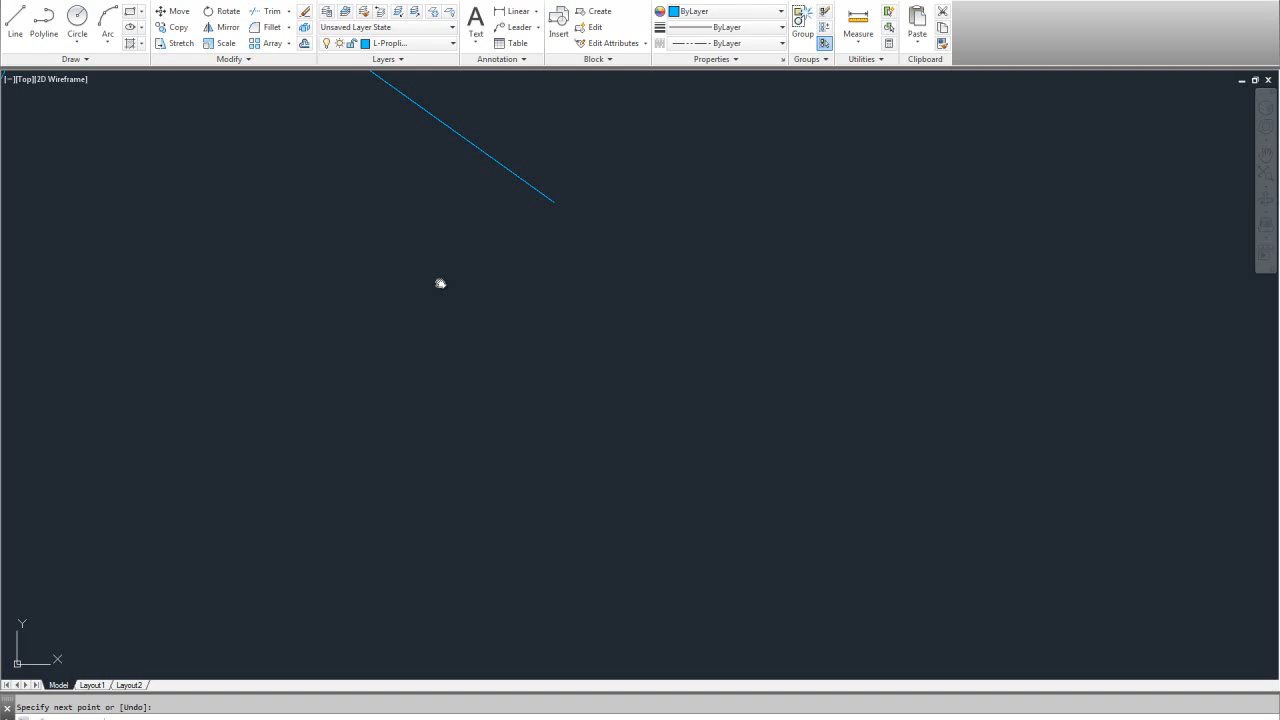 Move Rotate Trim Unsaved Layer State Linear Create ByLayer
Line Polyline Circle Arc Copy Mirror Fillet Text Leader Insert Edit ByLayer Group Measure Paste
Stretch Scale Array L-Propli... Table Edit Attributes ByLayer
Draw Modify Layers Annotation Block Properties Groups Utilities Clipboard
[−][Top][2D Wireframe]
Y
X
Model Layout1 Layout2
Specify next point or [Undo]: